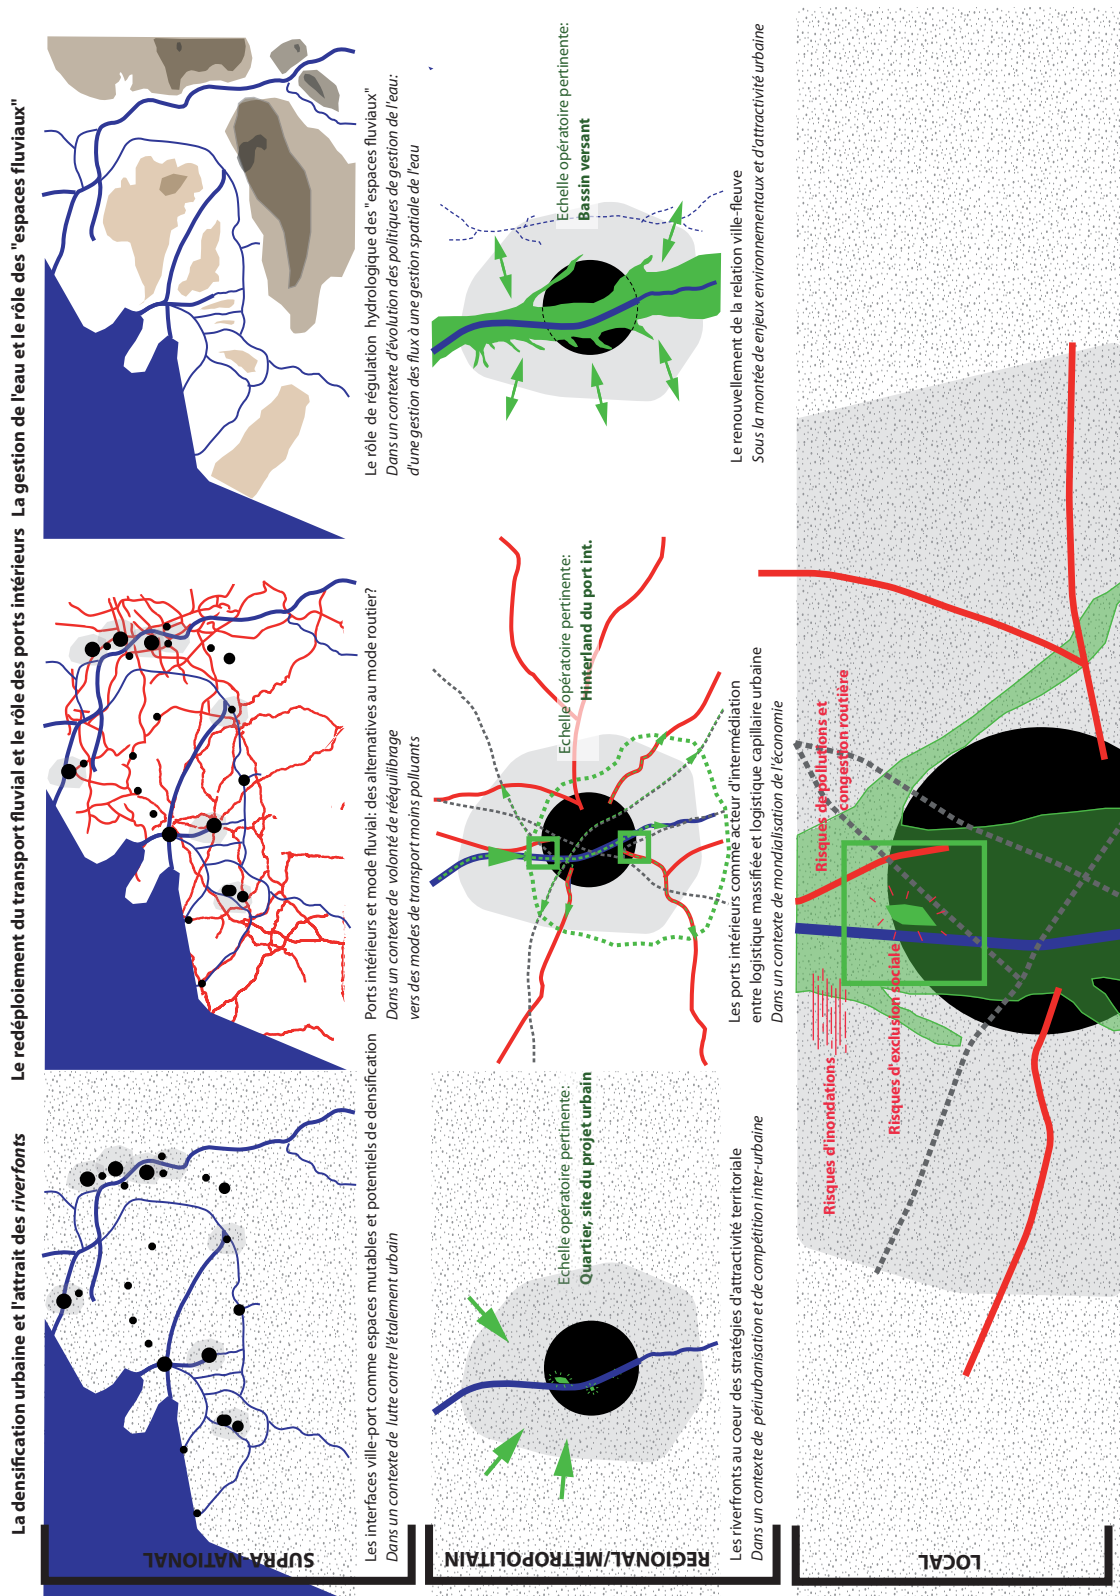 La densification urbaine et l'attrait des riverfonts
Le redéploiement du transport fluvial et le rôle des ports intérieurs
La gestion de l'eau et le rôle des "espaces fluviaux"
SUPRA-NATIONAL
Les interfaces ville-port comme espaces mutables et potentiels de densification
Dans un contexte de lutte contre l'étalement urbain
Ports intérieurs et mode fluvial: des alternatives au mode routier?
Dans un contexte de volonté de rééquilibrage
vers des modes de transport moins polluants
Le rôle de régulation hydrologique des "espaces fluviaux"
Dans un contexte d'évolution des politiques de gestion de l'eau:
d'une gestion des flux à une gestion spatiale de l'eau
REGIONAL/METROPOLITAIN
Echelle opératoire pertinente:
Quartier, site du projet urbain
Echelle opératoire pertinente:
Hinterland du port int.
Echelle opératoire pertinente:
Bassin versant
Les riverfronts au coeur des stratégies d'attractivité territoriale
Dans un contexte de périurbanisation et de compétition inter-urbaine
Les ports intérieurs comme acteur d'intermédiation
entre logistique massifiée et logistique capillaire urbaine
Dans un contexte de mondialisation de l'économie
Le renouvellement de la relation ville-fleuve
Sous la montée de enjeux environnementaux et d'attractivité urbaine
LOCAL
Risques d'inondations
Risques d'exclusion sociale
Risques de pollutions et
congestion routière